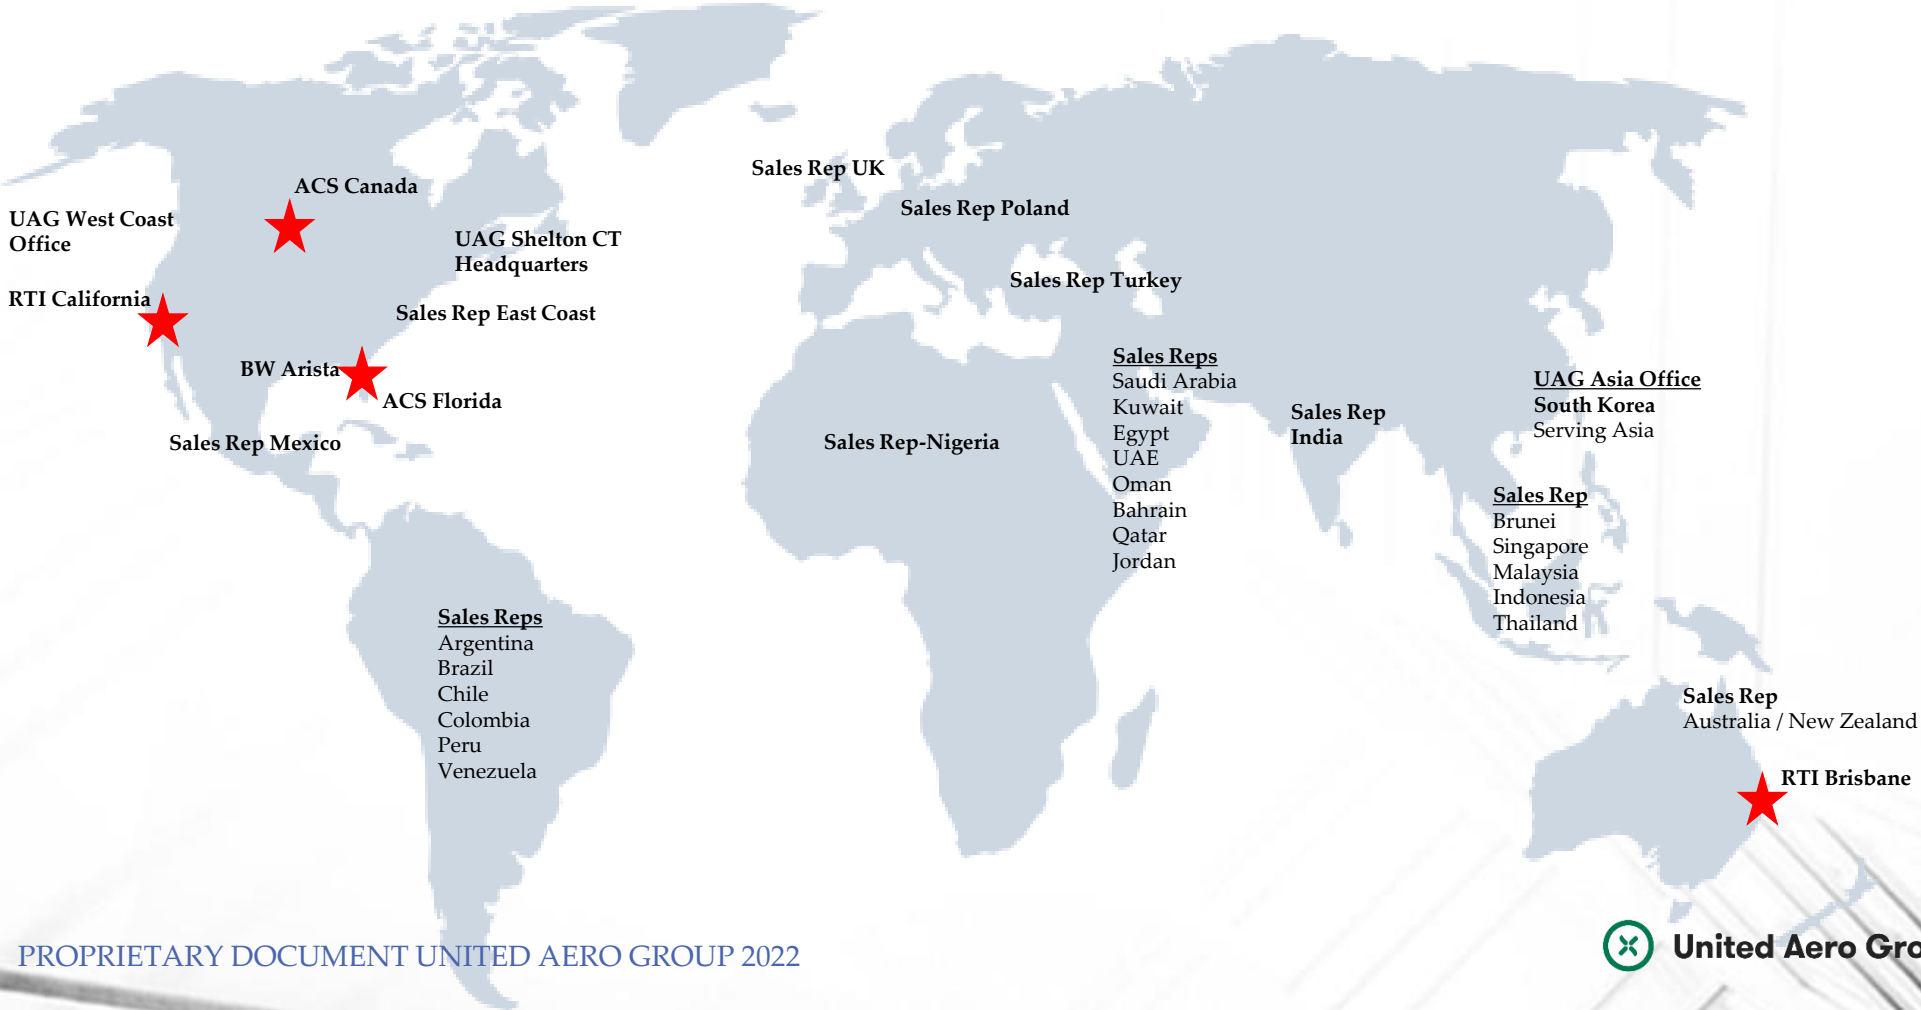 Sales Rep UK
ACS Canada
Sales Rep Poland
UAG West Coast
Office
UAG Shelton CT
Headquarters
Sales Rep Turkey
RTI California
Sales Rep East Coast
BW Arista
ACS Florida
Sales Rep Mexico
Sales Rep-Nigeria
Sales Reps
Saudi Arabia
Kuwait
Egypt
UAE
Oman
Bahrain
Qatar
Jordan
Sales Rep
India
UAG Asia Office
South Korea
Serving Asia
Sales Rep
Brunei
Singapore
Malaysia
Indonesia
Thailand
Sales Reps
Argentina
Brazil
Chile
Colombia
Peru
Venezuela
Sales Rep
Australia / New Zealand
RTI Brisbane
PROPRIETARY DOCUMENT UNITED AERO GROUP 2022
United Aero Gro